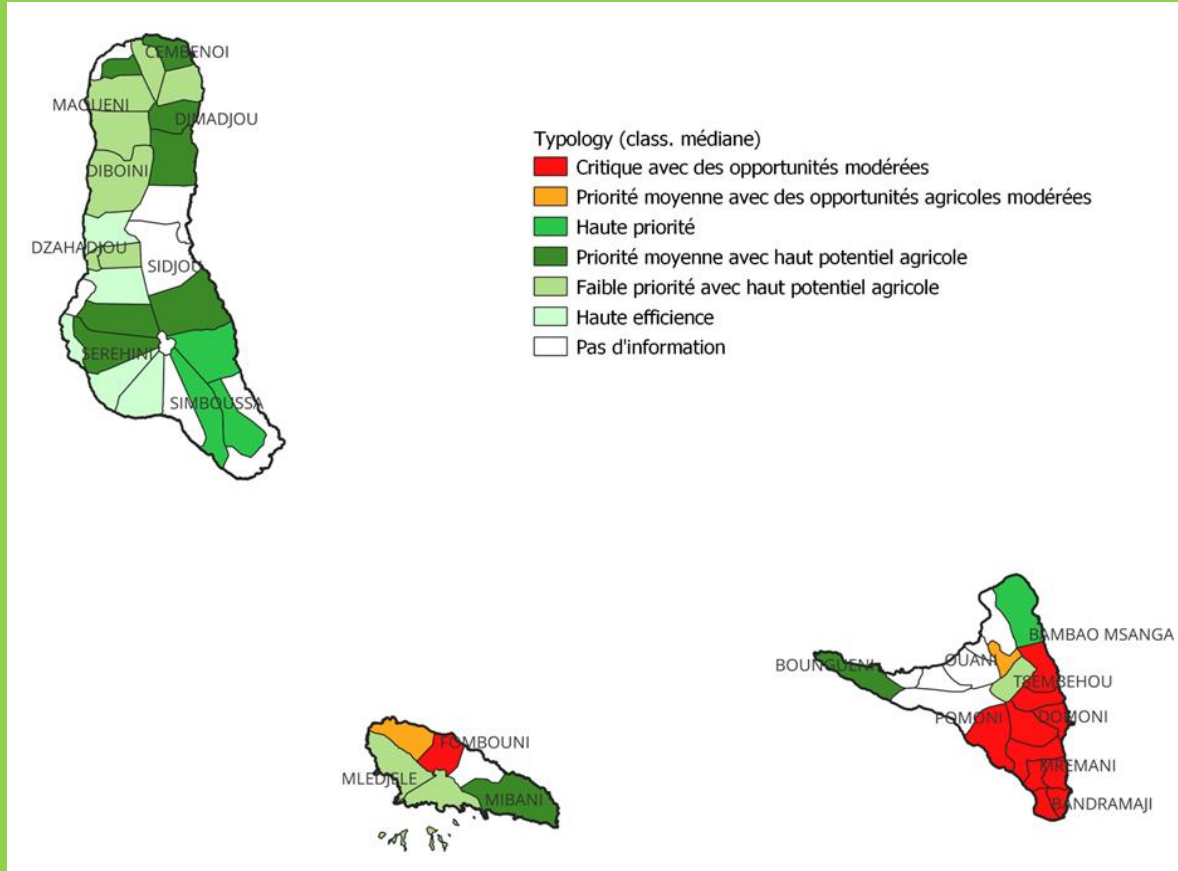 CEMBENOI
MAOUENI
DIMADJOU
DIBOINI
DZAHADJOU
SIDJOU
SEREHINI
SIMBOUSSA
Typology (class. médiane)
Critique avec des opportunités modérées
Priorité moyenne avec des opportunités agricoles modérées
Haute priorité
Priorité moyenne avec haut potentiel agricole
Faible priorité avec haut potentiel agricole
Haute efficience
Pas d'information
BAMBAO MSANGA
BOUNGUENI
OUANI
TSEMBEHOU
POMONI
DOMONI
MREMANI
BANDRAMAJI
FOMBOUNI
MLEDJELE
MIBANI